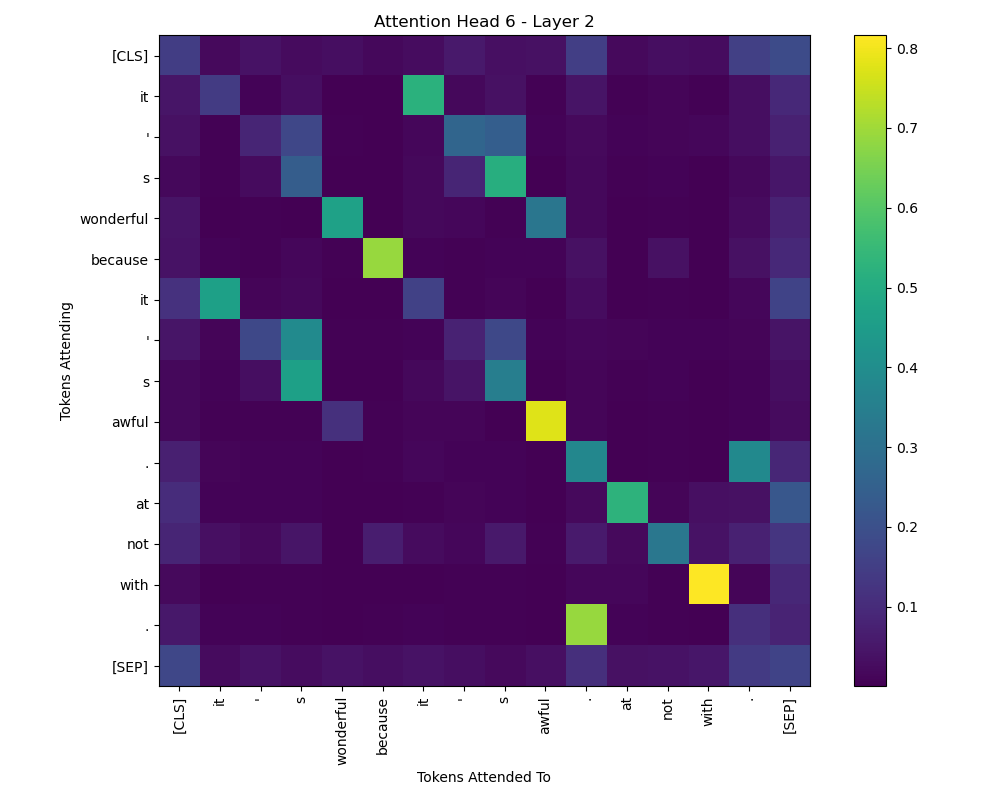 Attention Head 6 - Layer 2
[CLS]
it
'
s
wonderful
because
it
'
s
awful
.
at
not
with
.
[SEP]
Tokens Attending
[CLS] it ' s wonderful because it ' s awful . at not with . [SEP]
Tokens Attended To
0.8
0.7
0.6
0.5
0.4
0.3
0.2
0.1